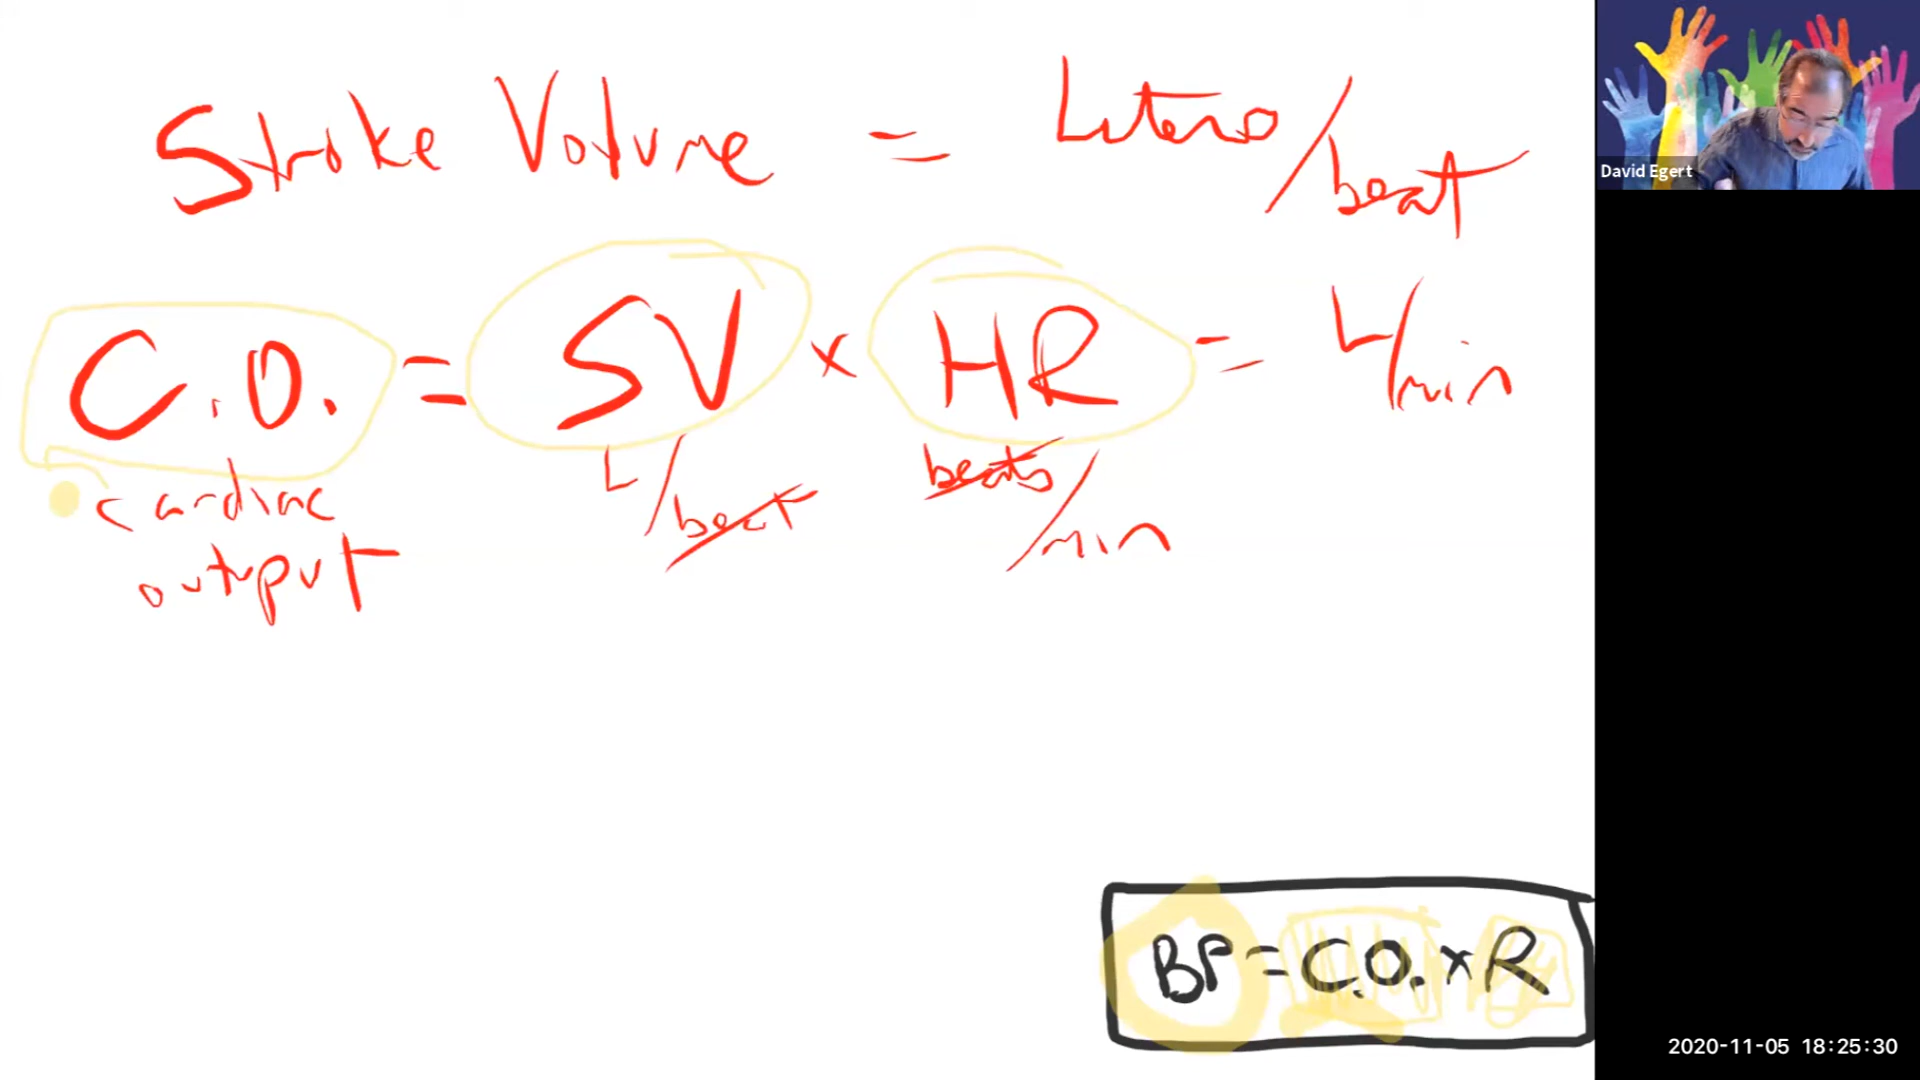 Stroke Volume = Liters/beat
C.O. = SV x HR = L/min
cardiac output
L/beat
beats/min
BP = C.O. x R
David Egert
2020-11-05 18:25:30